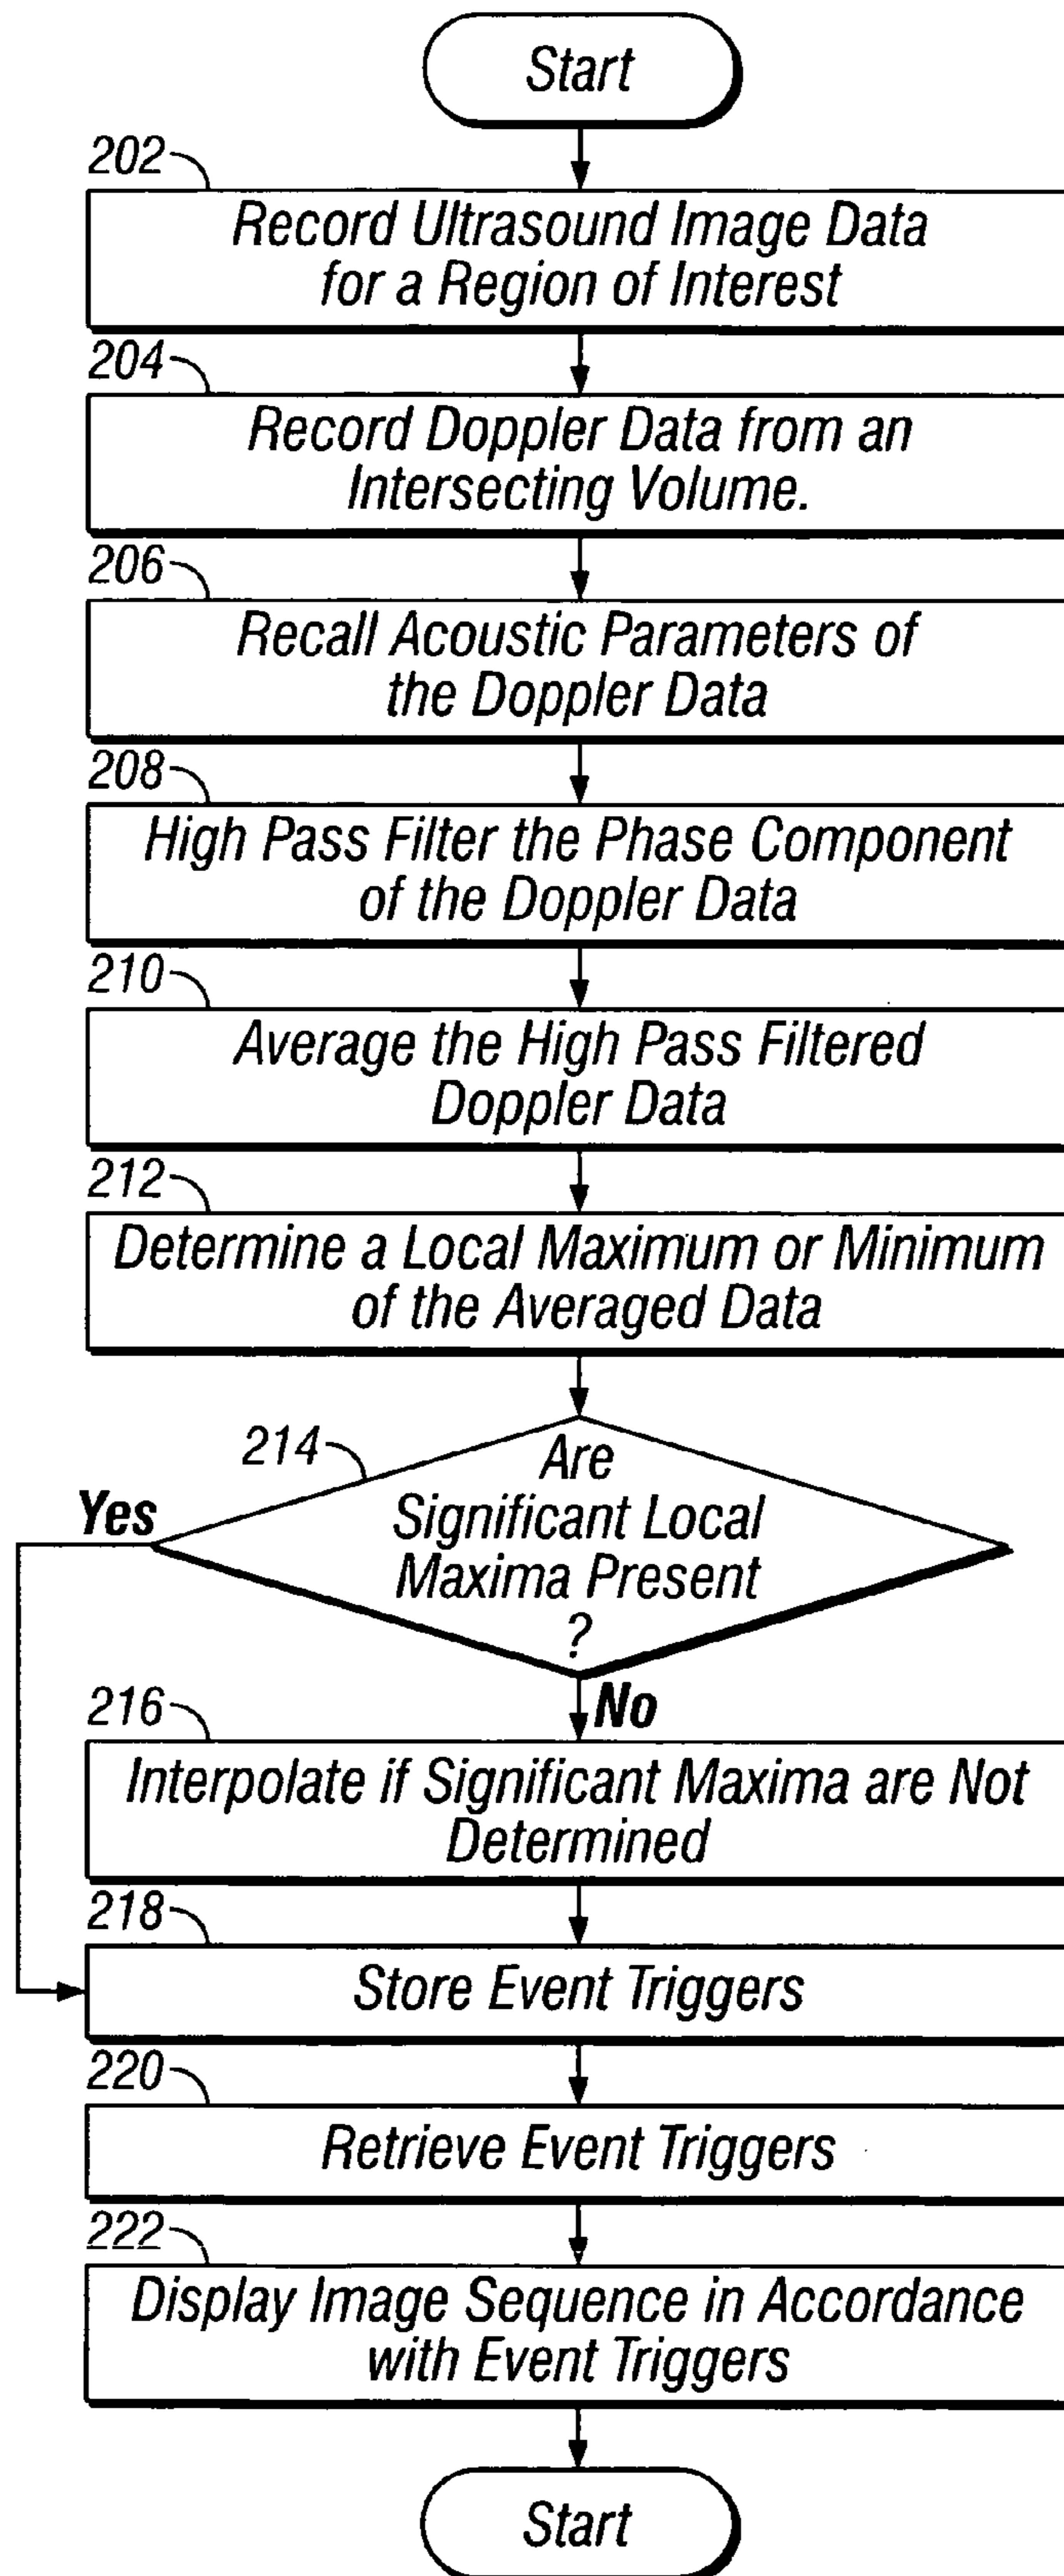 Start
202
Record Ultrasound Image Data
for a Region of Interest
204
Record Doppler Data from an
Intersecting Volume.
206
Recall Acoustic Parameters of
the Doppler Data
208
High Pass Filter the Phase Component
of the Doppler Data
210
Average the High Pass Filtered
Doppler Data
212
Determine a Local Maximum or Minimum
of the Averaged Data
214
Are
Significant Local
Maxima Present
?
Yes
No
216
Interpolate if Significant Maxima are Not
Determined
218
Store Event Triggers
220
Retrieve Event Triggers
222
Display Image Sequence in Accordance
with Event Triggers
Start